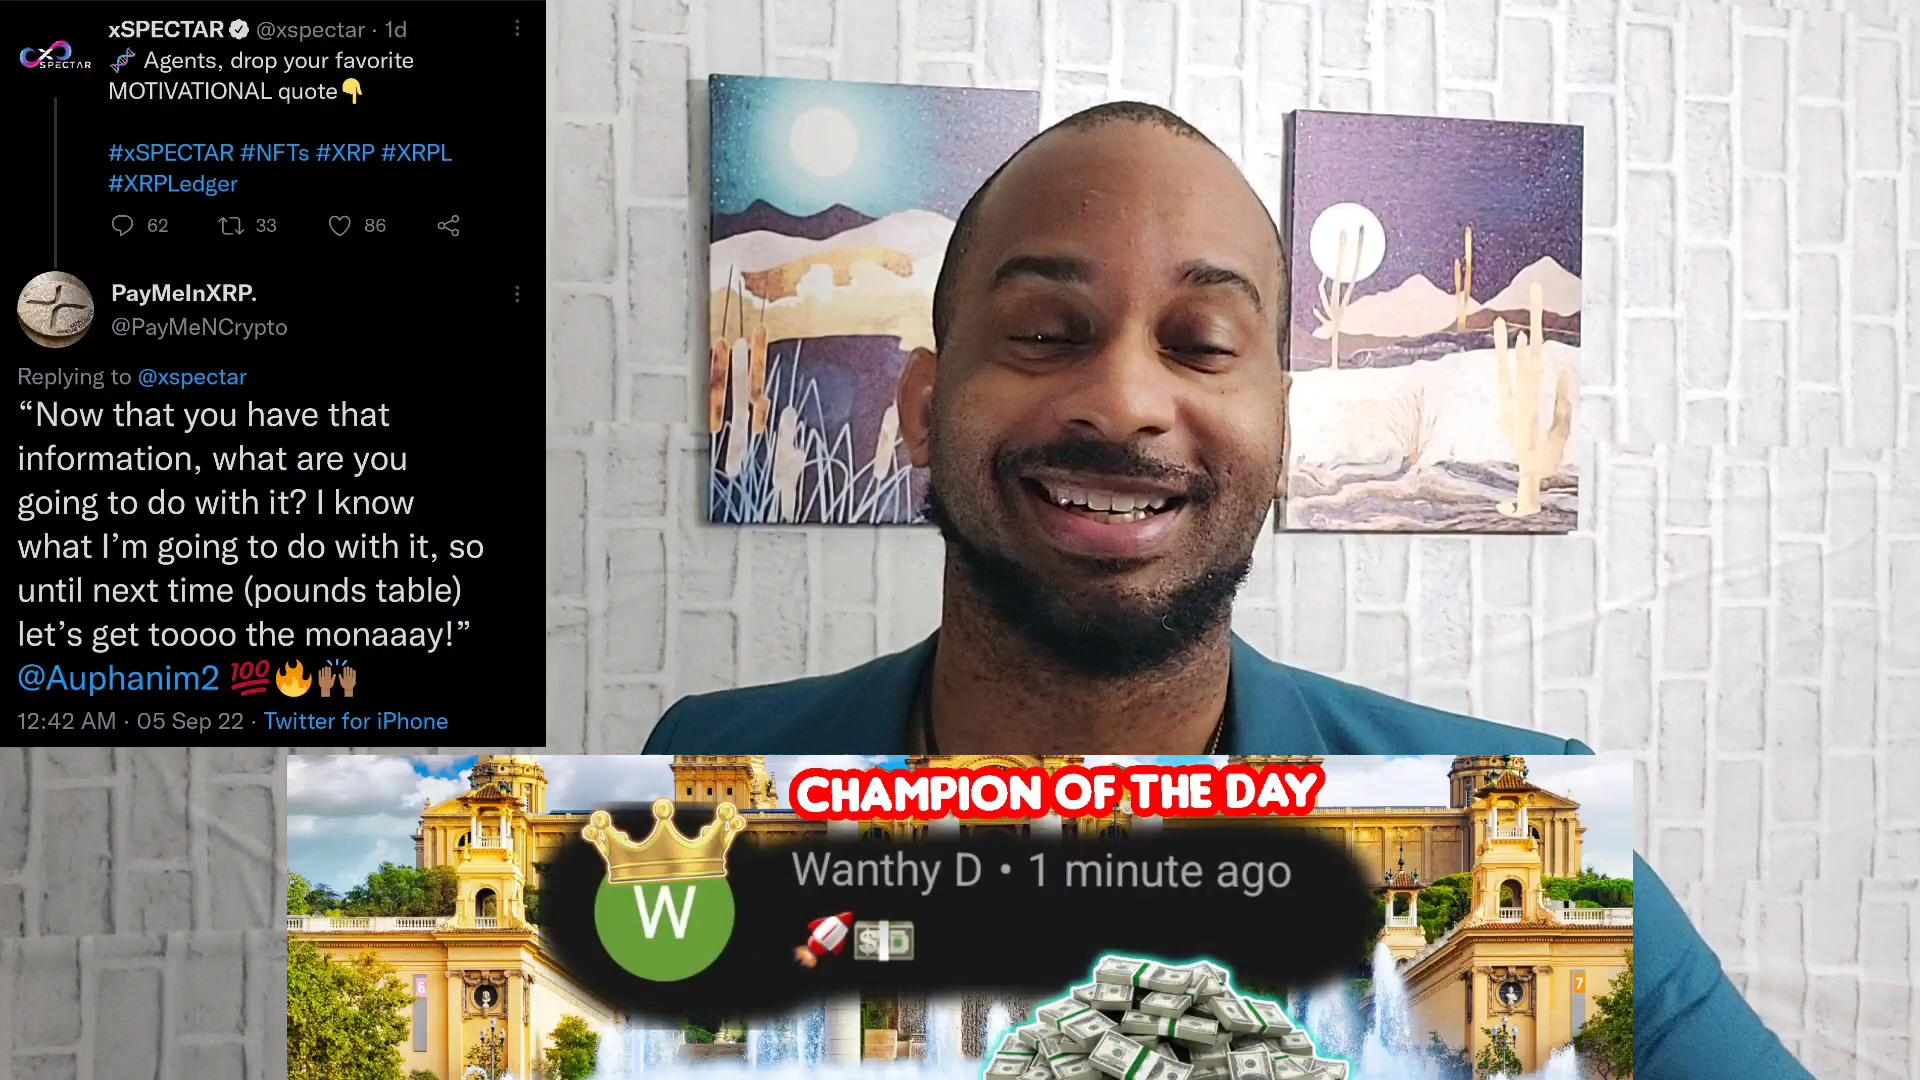 xSPECTAR @xspectar · 1d
🧬 Agents, drop your favorite
MOTIVATIONAL quote👇
#xSPECTAR #NFTs #XRP #XRPL
#XRPLedger
62 33 86
XSPECTAR
PayMeInXRP.
@PayMeNCrypto
Replying to @xspectar
“Now that you have that
information, what are you
going to do with it? I know
what I’m going to do with it, so
until next time (pounds table)
let’s get toooo the monaaay!”
@Auphanim2 💯🔥🙌🏾
12:42 AM · 05 Sep 22 · Twitter for iPhone
CHAMPION OF THE DAY
W
Wanthy D • 1 minute ago
🚀💵
6
7